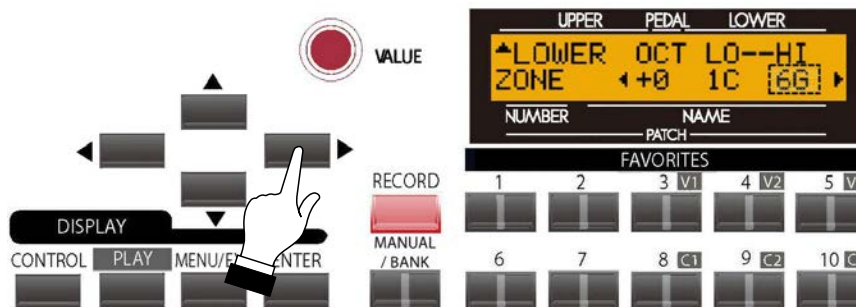 UPPER PEDAL LOWER
VALUE
LOWER OCT LO--HI
ZONE +0 1C 6G
NUMBER NAME
PATCH
FAVORITES
RECORD
1 2 3 V1 4 V2 5
DISPLAY
MANUAL
/ BANK
CONTROL PLAY MENU/
6 7 8 C1 9 C2 10